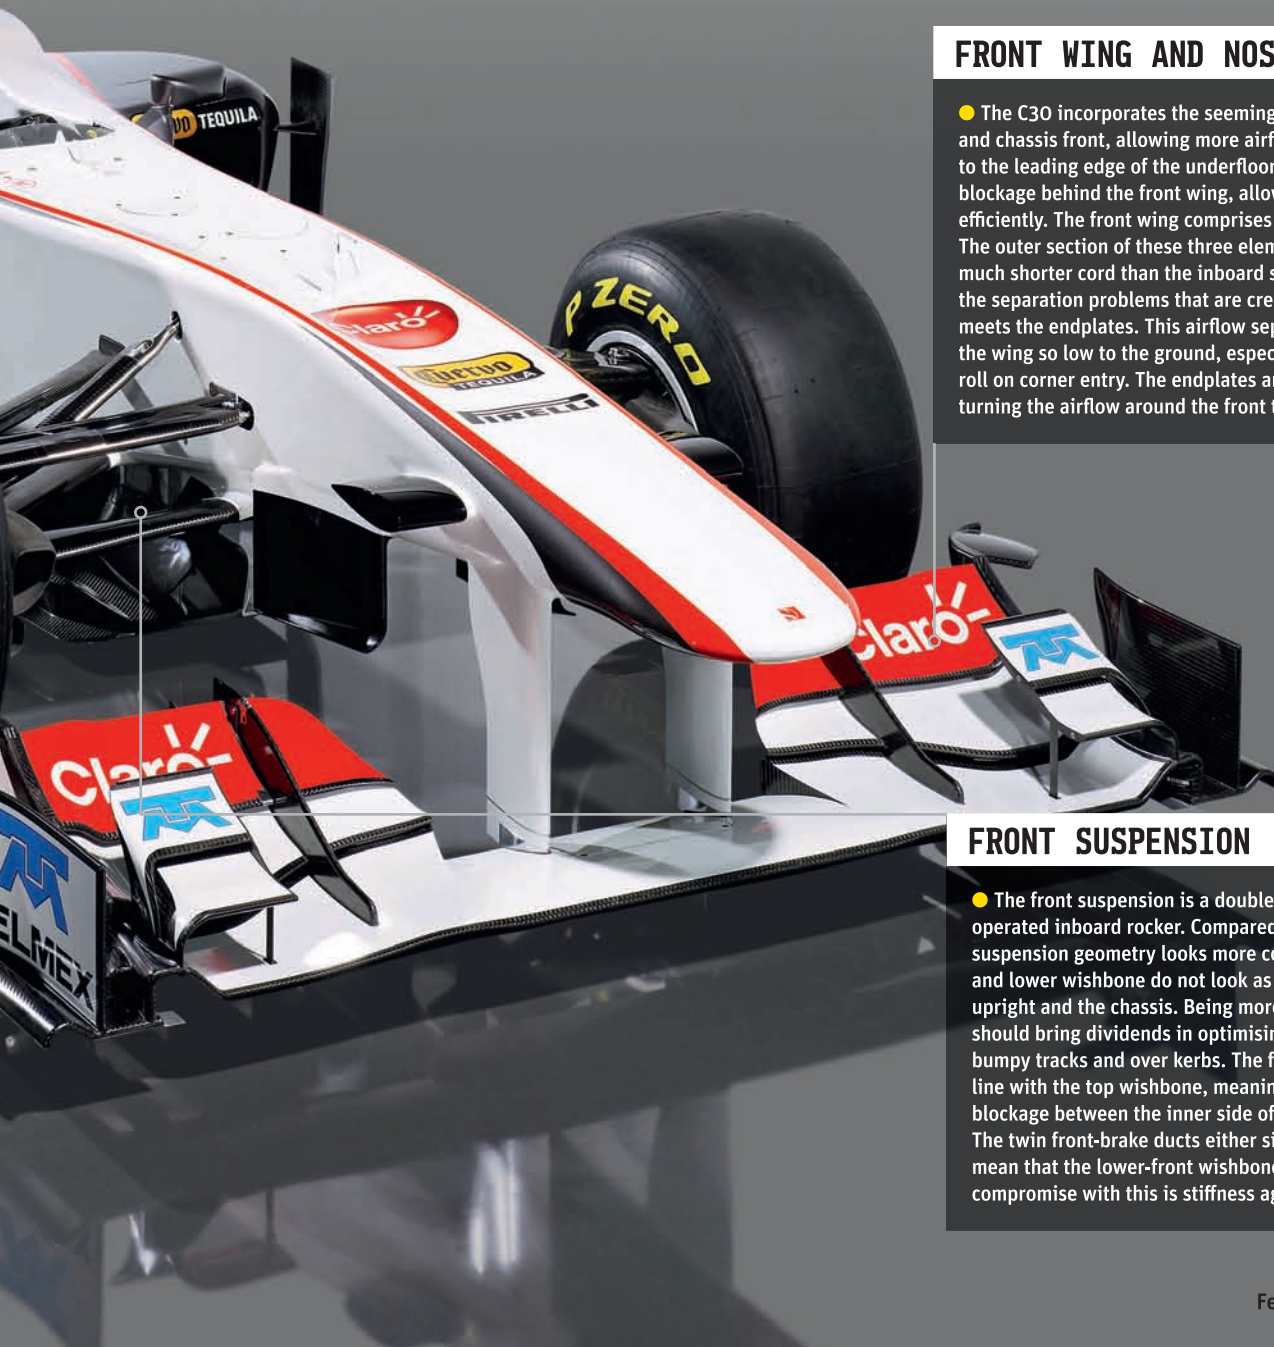 FRONT WING AND NOS
The C30 incorporates the seeming
and chassis front, allowing more airf
to the leading edge of the underfloor
blockage behind the front wing, allov
efficiently. The front wing comprises
The outer section of these three elem
much shorter cord than the inboard s
the separation problems that are cre
meets the endplates. This airflow sep
the wing so low to the ground, espec
roll on corner entry. The endplates ar
turning the airflow around the front t
TEQUILA
P ZERO
Claro
Cuervo
TEQUILA
PIRELLI
Claro
Claro
ELMEX
FRONT SUSPENSION
The front suspension is a double
operated inboard rocker. Compared
suspension geometry looks more co
and lower wishbone do not look as
upright and the chassis. Being more
should bring dividends in optimisin
bumpy tracks and over kerbs. The f
line with the top wishbone, meanin
blockage between the inner side of
The twin front-brake ducts either si
mean that the lower-front wishbone
compromise with this is stiffness ag
Fe